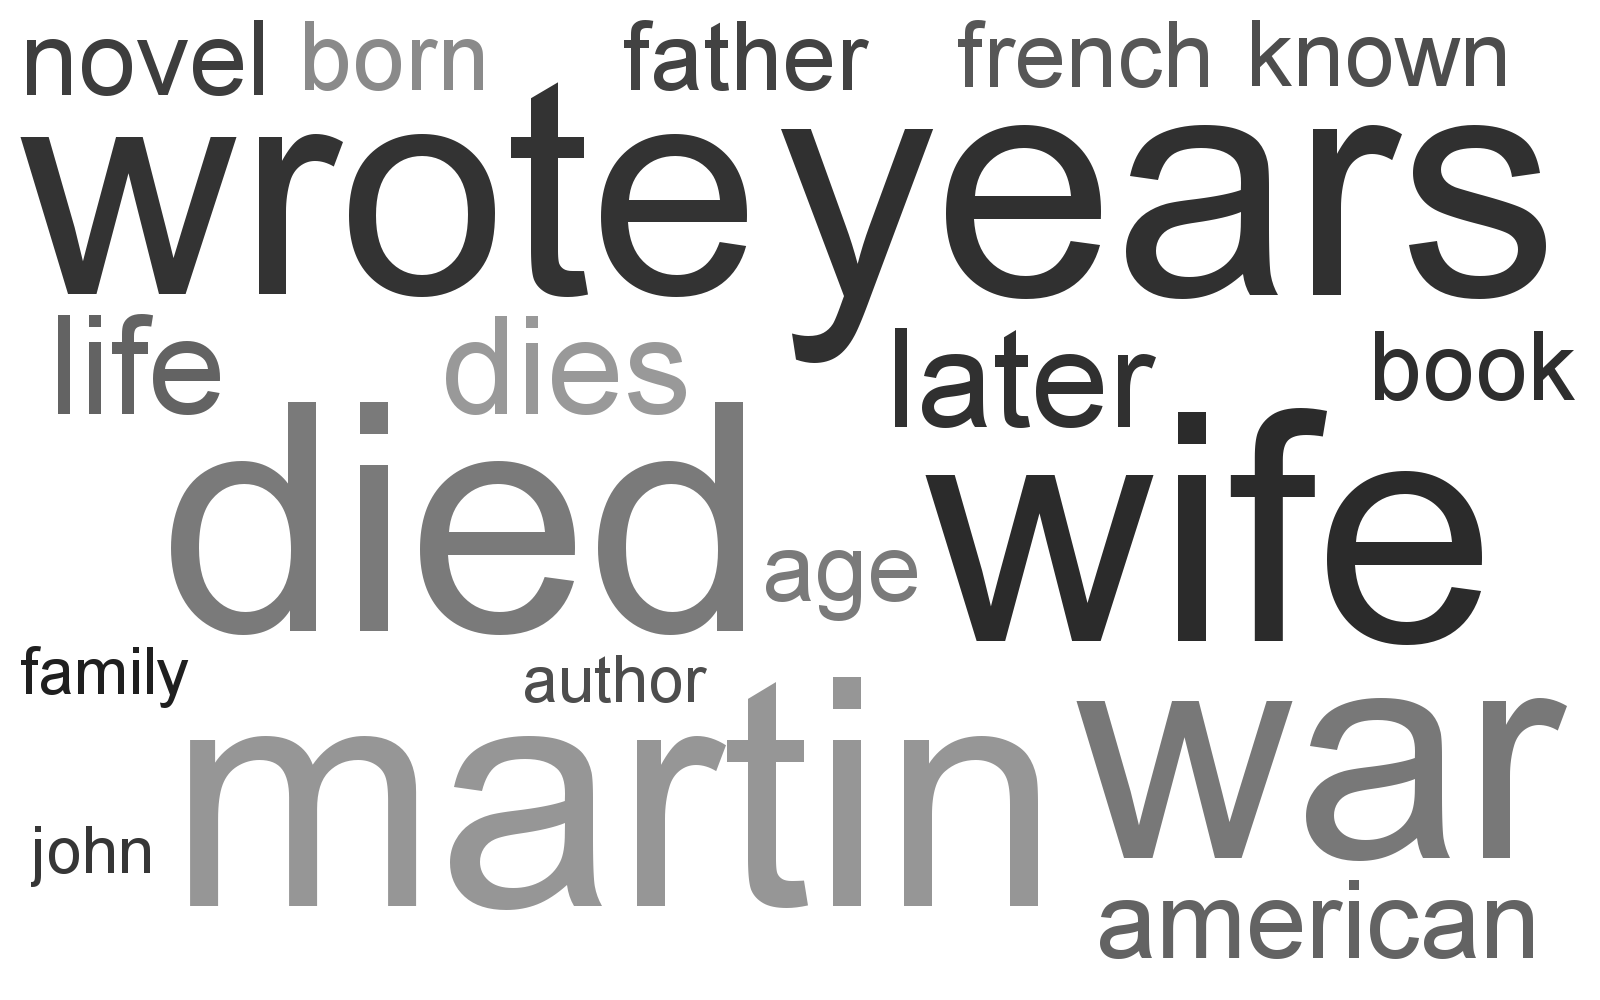 novel born father french known
wrote years
life dies later book
died age wife
family author
martin war
john
american